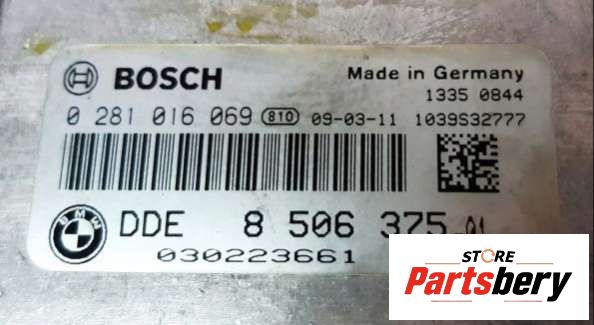 BOSCH Made in Germany
1335 0844
0 281 016 069 810 09-03-11 1039S32777
BMW DDE 8 506 375 01
030223661
STORE
Partsbery